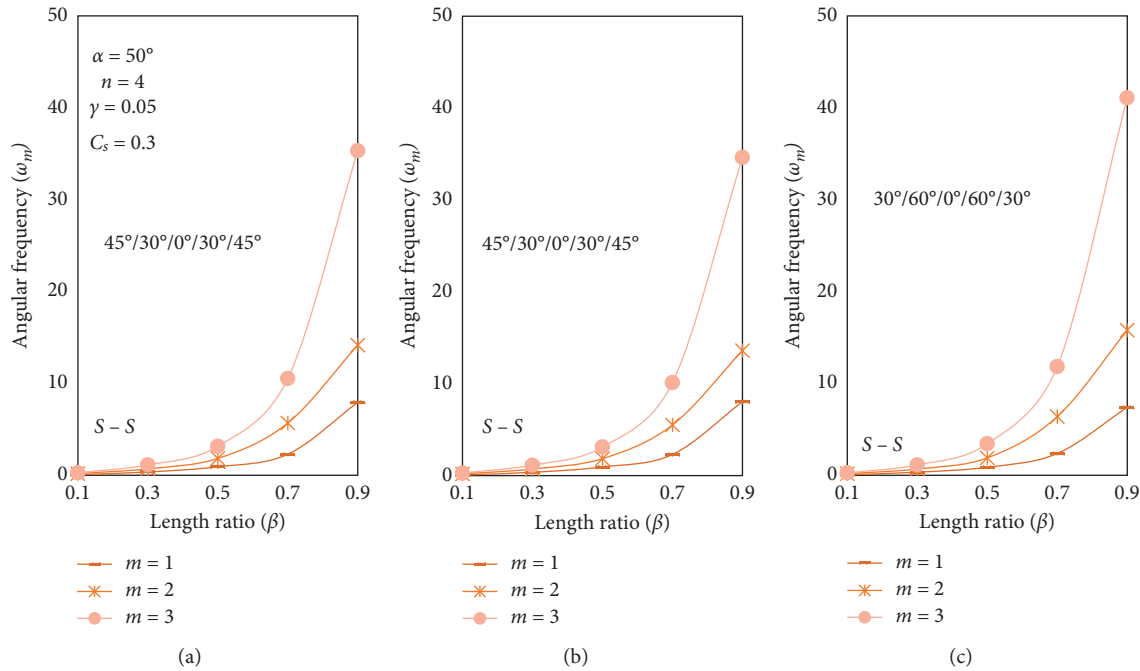 50
40
30
20
10
0
Angular frequency (ωm)
α = 50°
n = 4
γ = 0.05
Cs = 0.3
45°/30°/0°/30°/45°
S – S
0.1 0.3 0.5 0.7 0.9
Length ratio (β)
m = 1
m = 2
m = 3
(a)
50
40
30
20
10
0
Angular frequency (ωm)
45°/30°/0°/30°/45°
S – S
0.1 0.3 0.5 0.7 0.9
Length ratio (β)
m = 1
m = 2
m = 3
(b)
50
40
30
20
10
0
Angular frequency (ωm)
30°/60°/0°/60°/30°
S – S
0.1 0.3 0.5 0.7 0.9
Length ratio (β)
m = 1
m = 2
m = 3
(c)